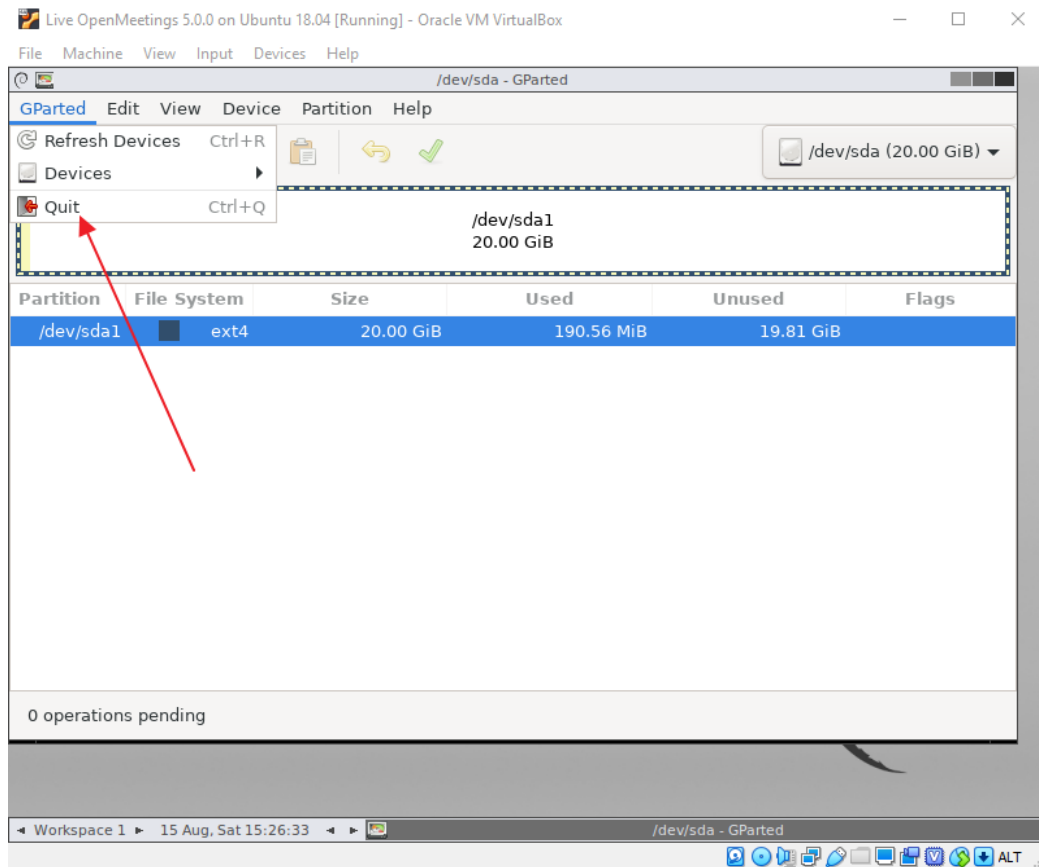 Live OpenMeetings 5.0.0 on Ubuntu 18.04 [Running] - Oracle VM VirtualBox
File Machine View Input Devices Help
/dev/sda - GParted
GParted Edit View Device Partition Help
Refresh Devices Ctrl+R
/dev/sda (20.00 GiB)
Devices
Quit Ctrl+Q
/dev/sda1
20.00 GiB
Partition File System Size Used Unused Flags
/dev/sda1 ext4 20.00 GiB 190.56 MiB 19.81 GiB
0 operations pending
Workspace 1 15 Aug, Sat 15:26:33 /dev/sda - GParted
ALT